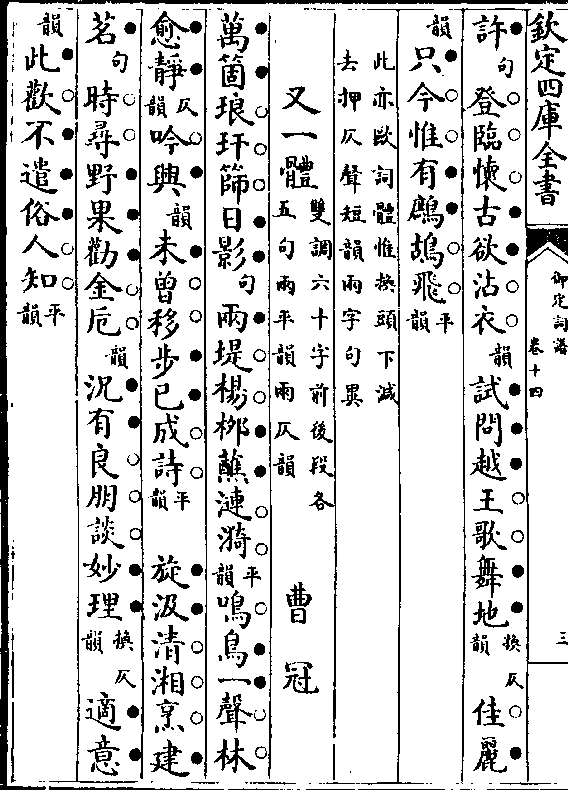 欽定四庫全書
御定詞譜
卷十四
三
許句登臨懷古欲沾衣韻試問越王歌舞地換仄韻佳麗
韻只今惟有鷓鴣飛平韻
此亦歐詞體惟換頭下減
去押仄聲短韻兩字句異
又一體 雙調六十字前後段各五句兩平韻兩仄韻 曹冠
萬箇琅玕篩日影句兩堤楊栁蘸漣漪平韻鳴鳥一聲林
愈靜仄韻吟興韻未曾移步已成詩平韻 旋汲清湘烹建
茗句時尋野果勸金巵韻況有良朋談妙理換仄韻適意
韻此歡不遣俗人知平韻